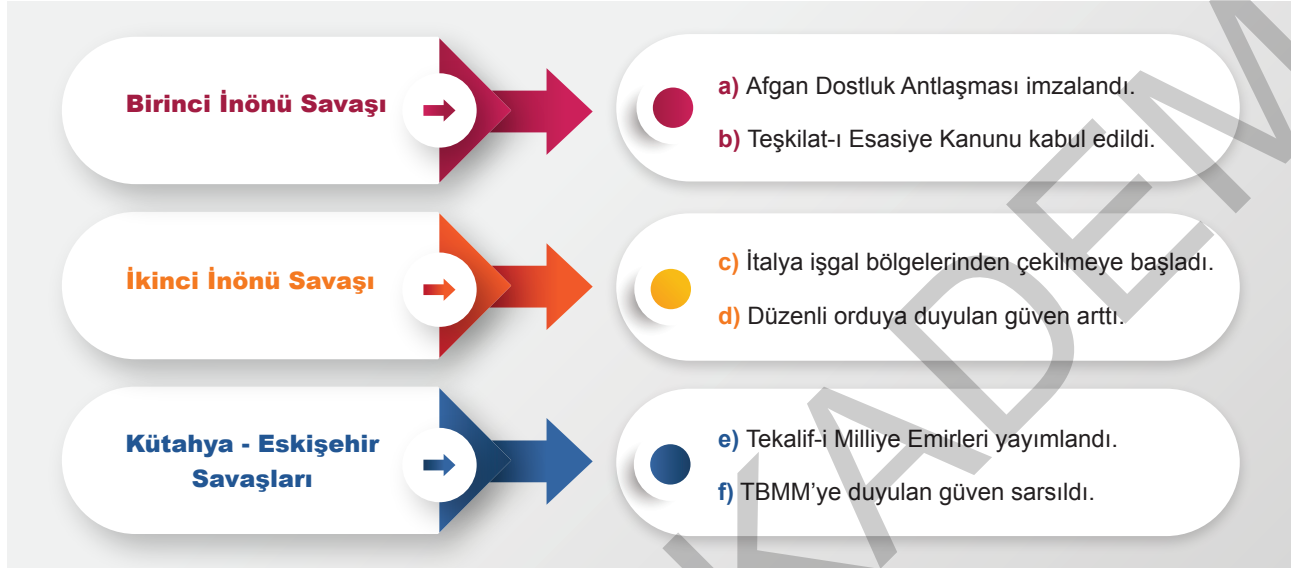 Birinci İnönü Savaşı
a) Afgan Dostluk Antlaşması imzalandı.
b) Teşkilat-ı Esasiye Kanunu kabul edildi.
İkinci İnönü Savaşı
c) İtalya işgal bölgelerinden çekilmeye başladı.
d) Düzenli orduya duyulan güven arttı.
Kütahya - Eskişehir
Savaşları
e) Tekalif-i Milliye Emirleri yayımlandı.
f) TBMM’ye duyulan güven sarsıldı.
KADEM